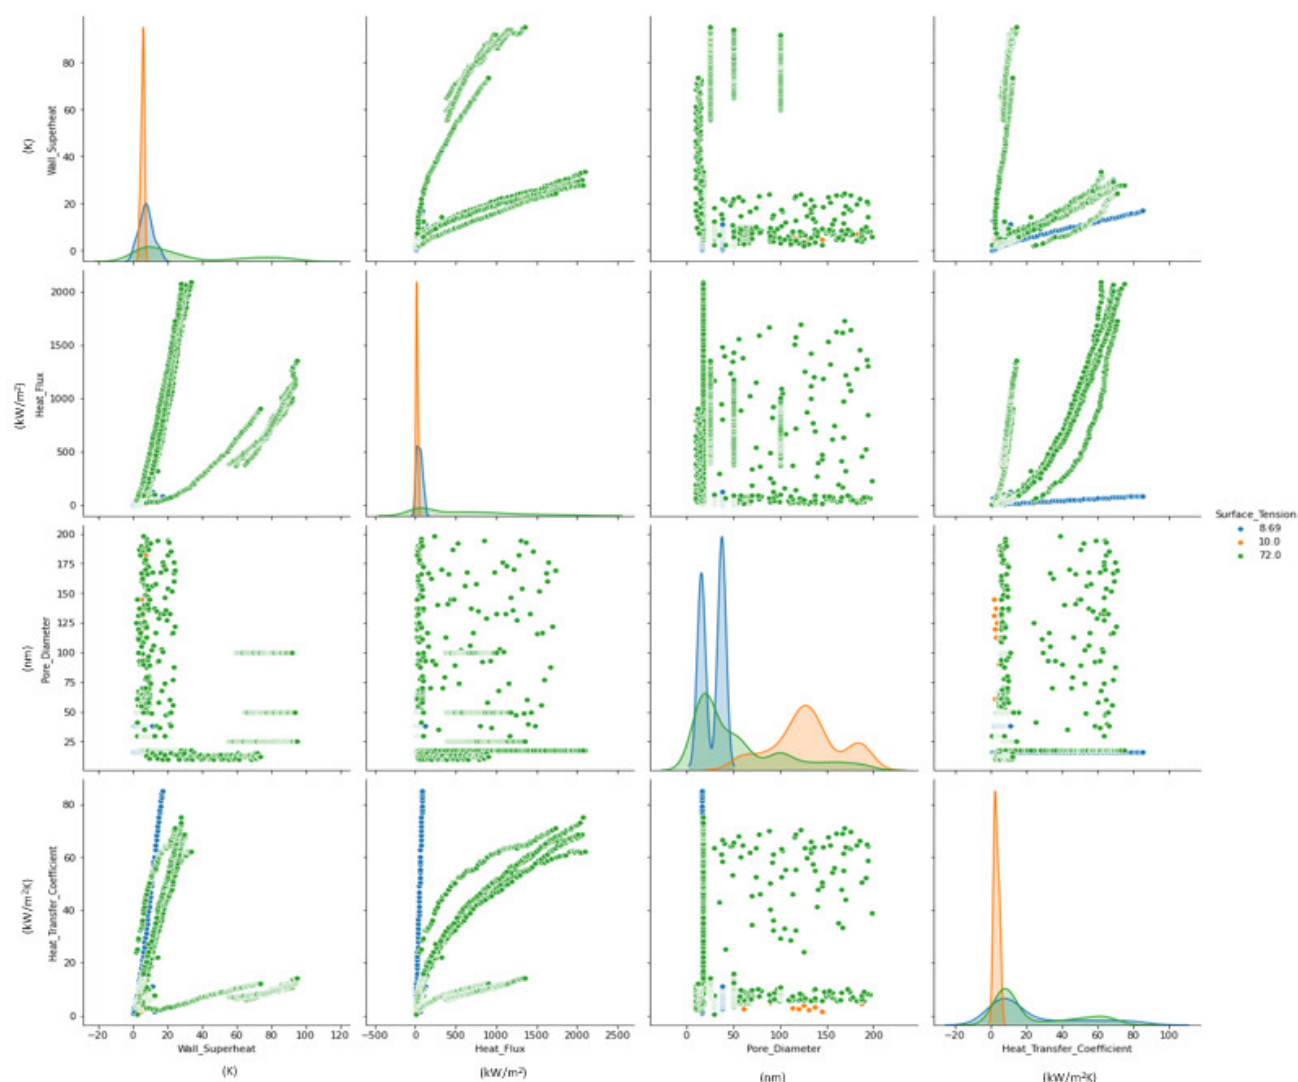 80
60
40
20
0
(K)
Wall_Superheat
2000
1500
1000
500
0
(kW/m²)
Heat_Flux
200
175
150
125
100
75
50
25
(nm)
Pore_Diameter
80
60
40
20
0
(kW/m²K)
Heat_Transfer_Coefficient
Surface_Tension
8.69
10.0
72.0
−20 0 20 40 60 80 100 120
Wall_Superheat
(K)
−500 0 500 1000 1500 2000 2500
Heat_Flux
(kW/m²)
0 50 100 150 200
Pore_Diameter
(nm)
−20 0 20 40 60 80 100
Heat_Transfer_Coefficient
(kW/m²K)